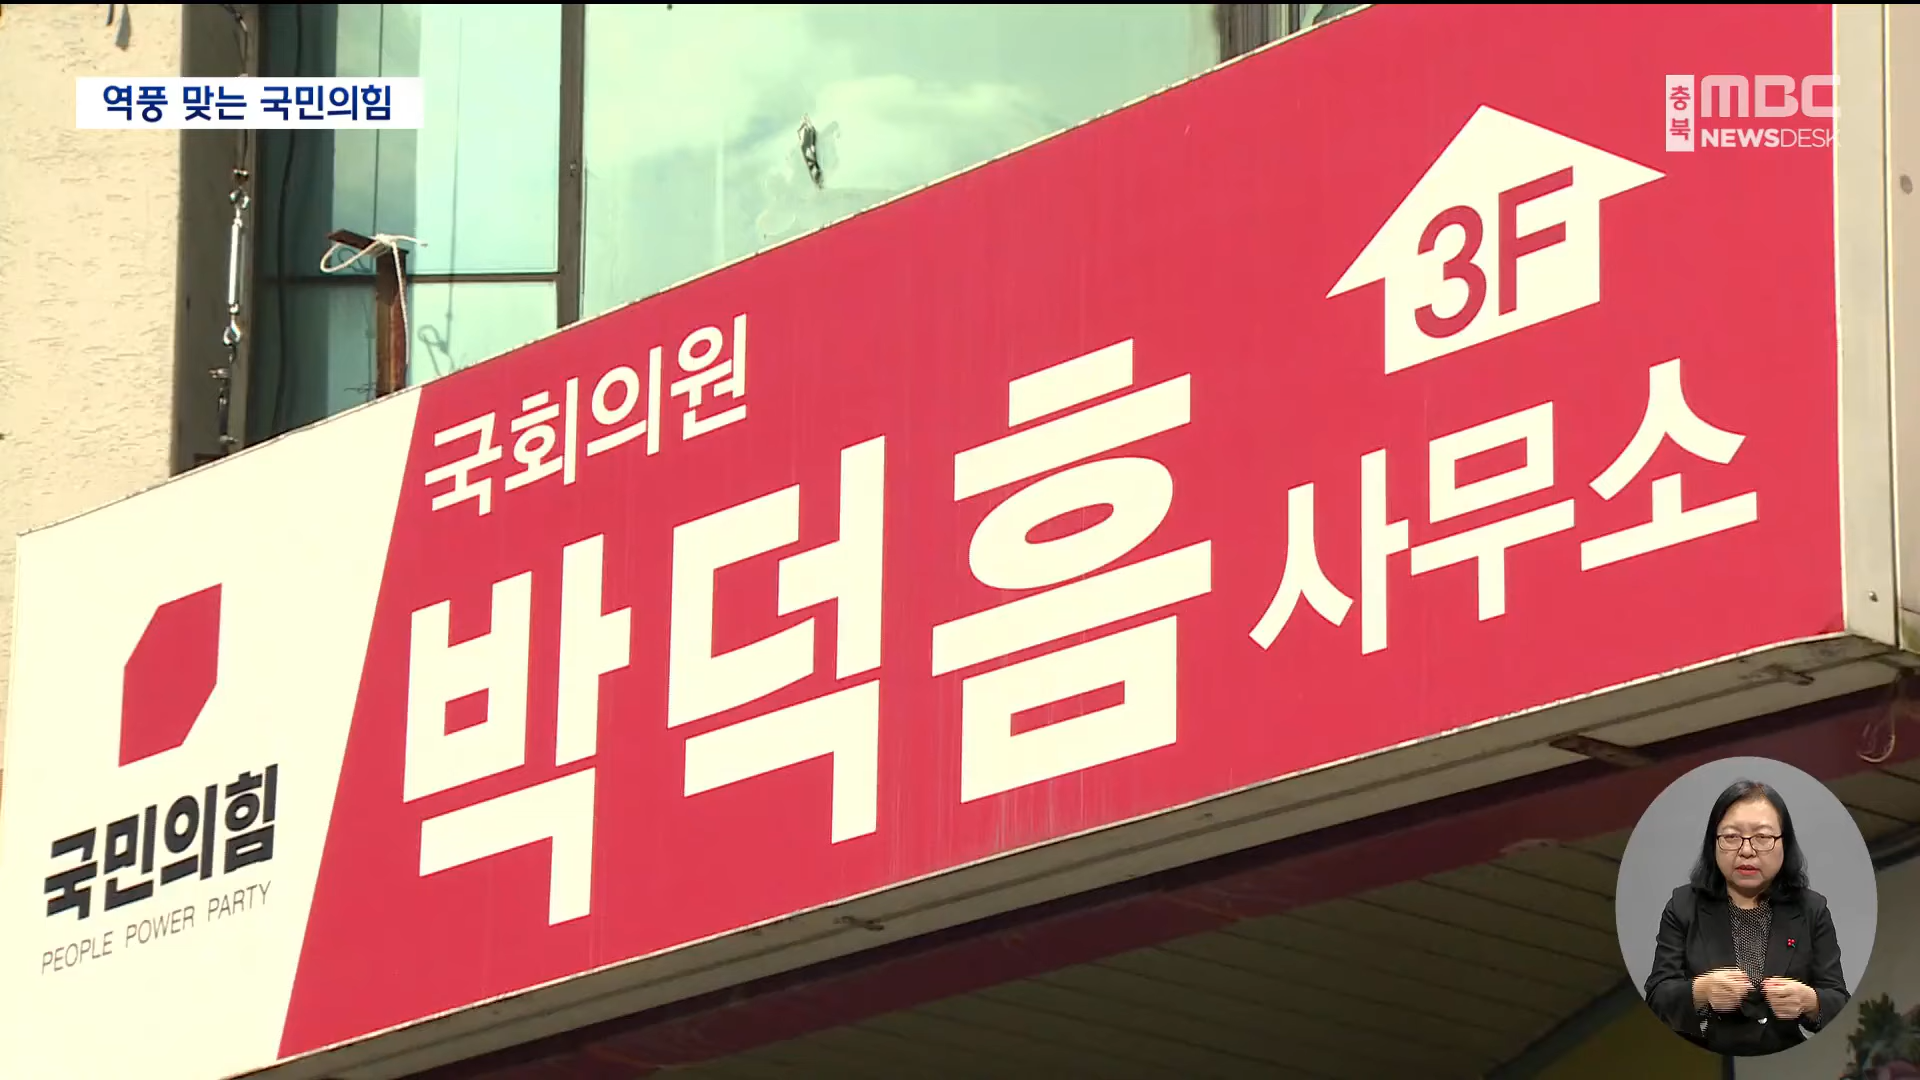 역풍 맞는 국민의힘
충북
MBC
NEWSDESK
3F
국회의원
박덕흠 사무소
국민의힘
PEOPLE POWER PARTY